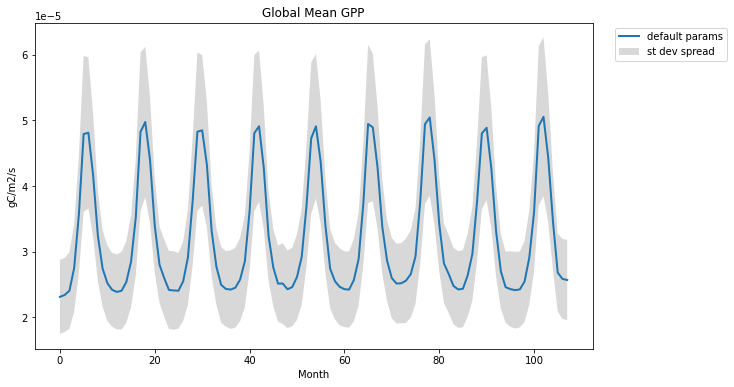 Global Mean GPP
1e−5
6
5
4
3
2
gC/m2/s
0
20
40
60
80
100
Month
default params
st dev spread